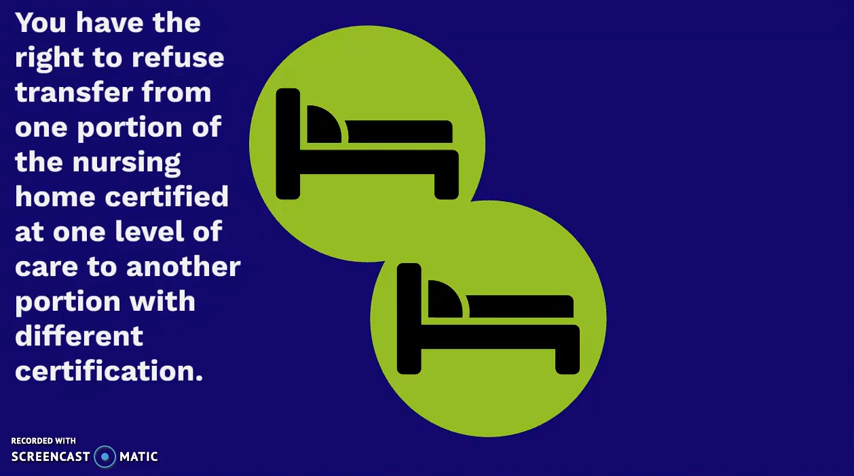 You have the
right to refuse
transfer from
one portion of
the nursing
home certified
at one level of
care to another
portion with
different
certification.
RECORDED WITH
SCREENCAST MATIC